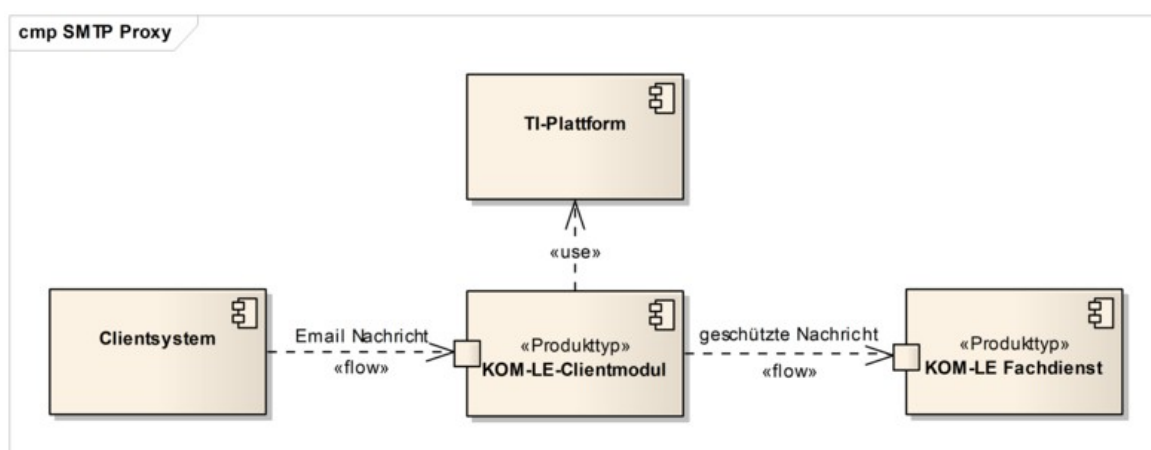 cmp SMTP Proxy
TI-Plattform
«use»
Clientsystem
Email Nachricht
«flow»
«Produkttyp»
KOM-LE-Clientmodul
geschützte Nachricht
«flow»
«Produkttyp»
KOM-LE Fachdienst